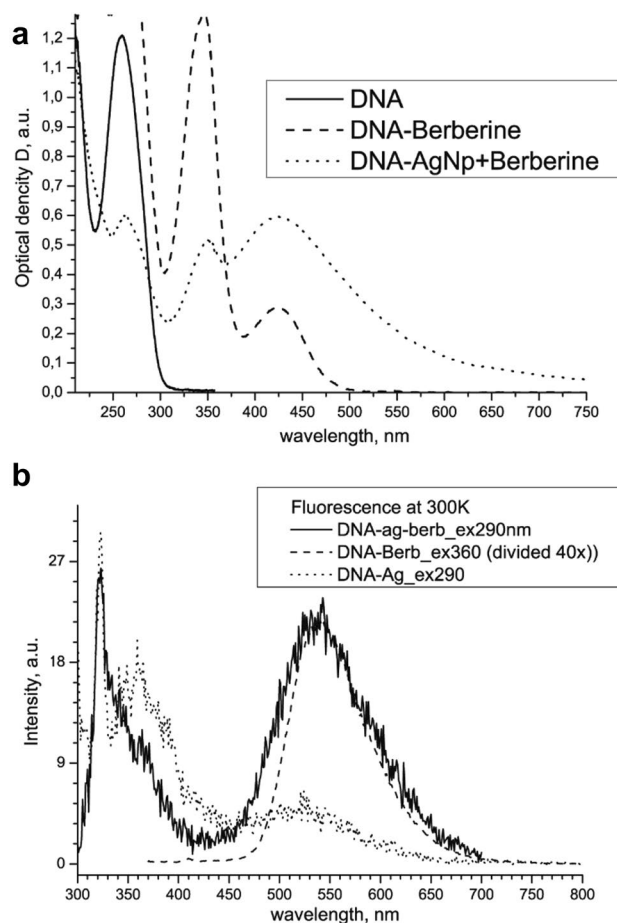 a
DNA
DNA-Berberine
DNA-AgNp+Berberine
Optical dencity D, a.u.
1,2
1,1
1,0
0,9
0,8
0,7
0,6
0,5
0,4
0,3
0,2
0,1
0,0
250 300 350 400 450 500 550 600 650 700 750
wavelength, nm
b
Fluorescence at 300K
DNA-ag-berb_ex290nm
DNA-Berb_ex360 (divided 40x))
DNA-Ag_ex290
Intensity, a.u.
27
18
9
0
300 350 400 450 500 550 600 650 700 750 800
wavelength, nm